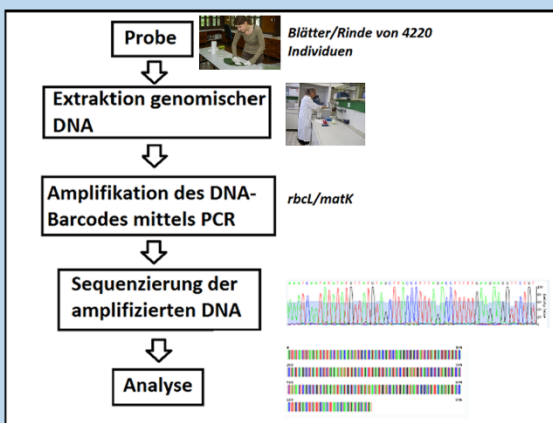 Probe
Blätter/Rinde von 4220
Individuen
Extraktion genomischer
DNA
Amplifikation des DNA-
Barcodes mittels PCR
rbcL/matK
Sequenzierung der
amplifizierten DNA
Analyse